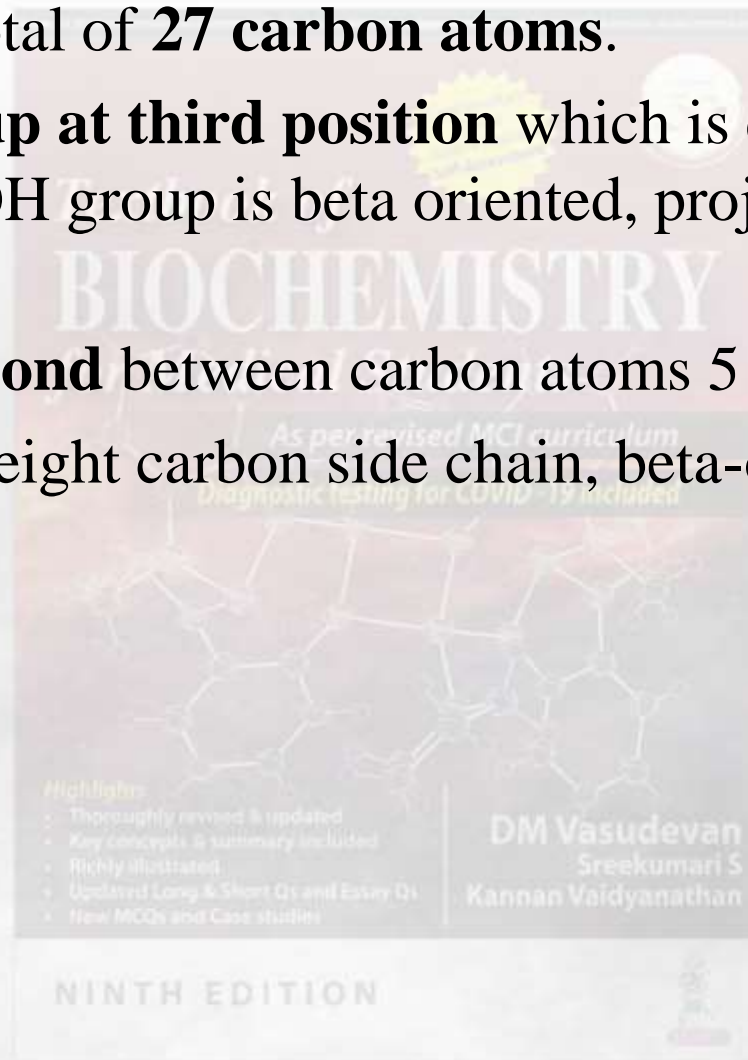 tal of 27 carbon atoms.
p at third position which is
H group is beta oriented, proj
BIOCHEMISTRY
ond between carbon atoms 5
As per revised MCI curriculum
eight carbon side chain, beta-
Diagnostic testing for COVID-19 included
Highlights
• Thoroughly revised & updated
• Key concepts & summary included
• Richly illustrated
• Updated Long & Short Qs and Essay Qs
• New MCQs and Case studies
DM Vasudevan
Sreekumari S
Kannan Vaidyanathan
NINTH EDITION